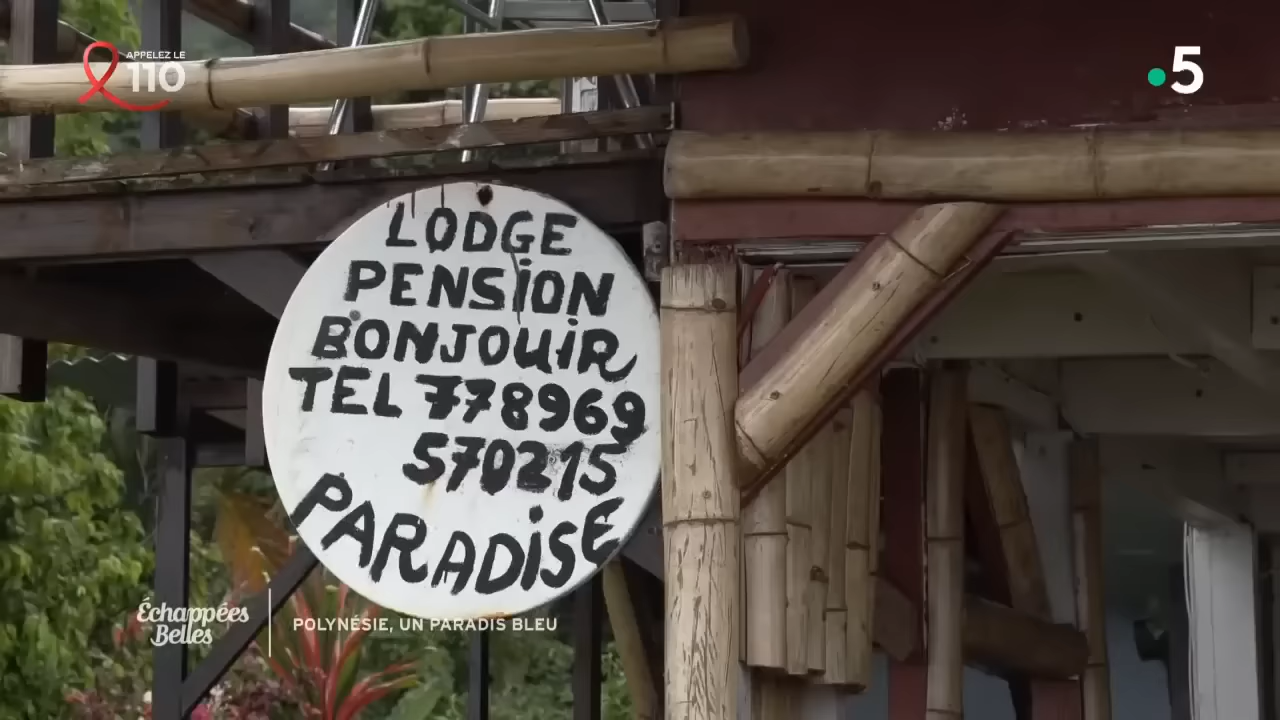 APPELEZ LE
110
5
LODGE
PENSION
BONJOUIR
TEL 778969
570215
PARADISE
Échappées
Belles
POLYNÉSIE, UN PARADIS BLEU